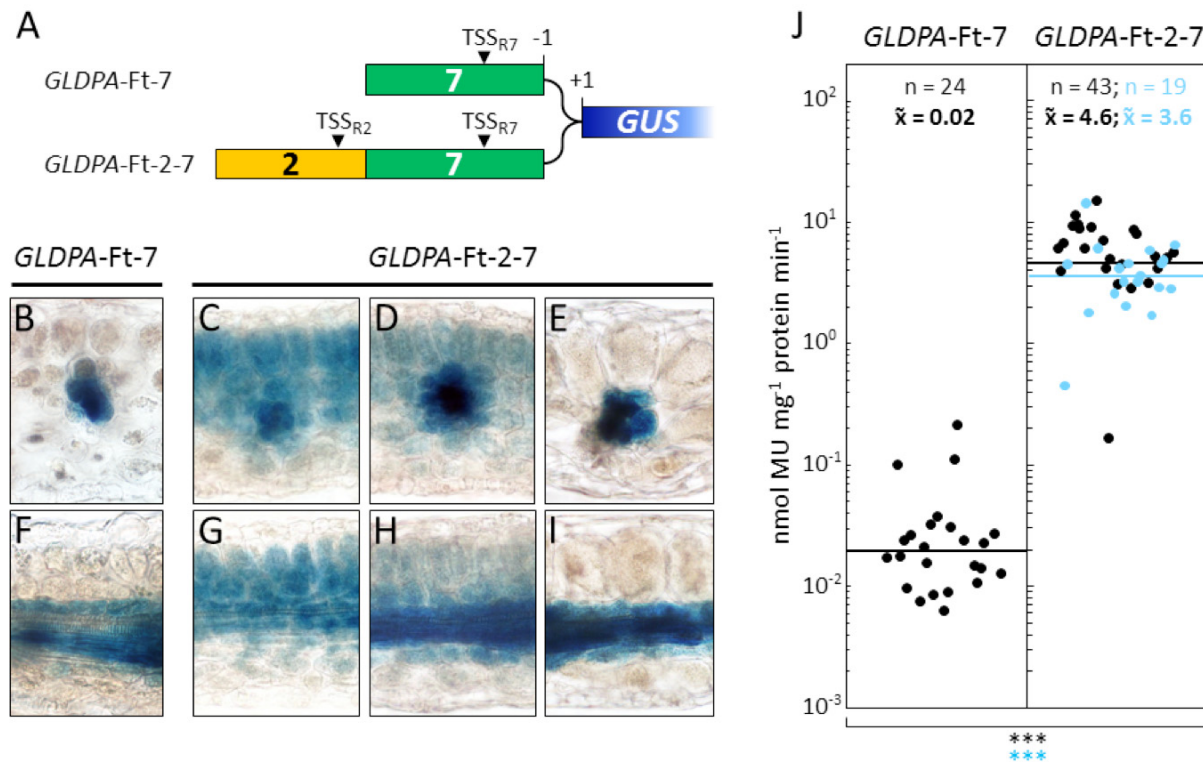 A
GLDPA-Ft-7
TSSR7
-1
7
+1
GUS
GLDPA-Ft-2-7
TSSR2
TSSR7
2
7
GLDPA-Ft-7
GLDPA-Ft-2-7
B
C
D
E
F
G
H
I
J
GLDPA-Ft-7
GLDPA-Ft-2-7
n = 24
n = 43; n = 19
x̃ = 0.02
x̃ = 4.6; x̃ = 3.6
nmol MU mg⁻¹ protein min⁻¹
10²
10¹
10⁰
10⁻¹
10⁻²
10⁻³
***
***